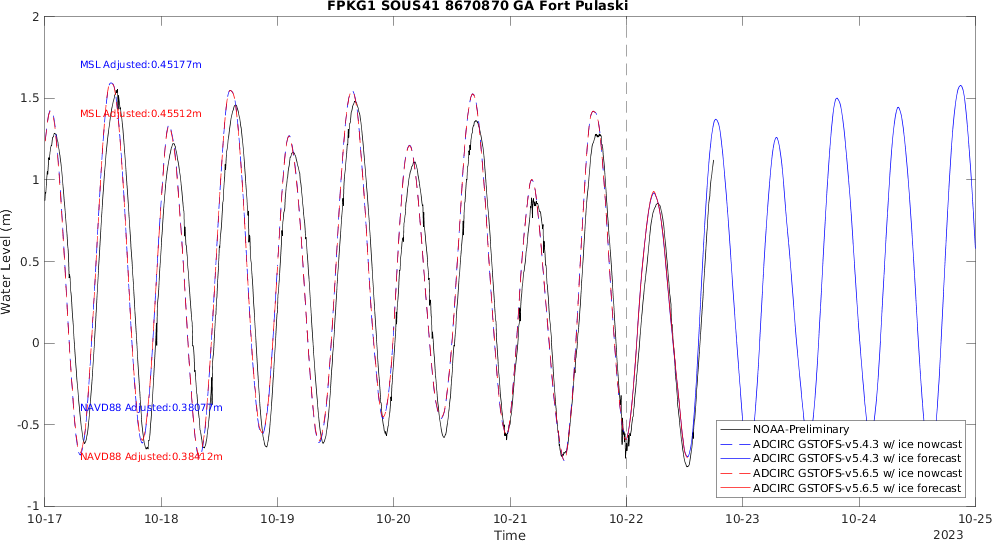 FPKG1 SOUS41 8670870 GA Fort Pulaski
2
1.5
1
0.5
0
-0.5
-1
Water Level (m)
MSL Adjusted:0.45177m
MSL Adjusted:0.45512m
NAVD88 Adjusted:0.38077m
NAVD88 Adjusted:0.38412m
NOAA-Preliminary
ADCIRC GSTOFS-v5.4.3 w/ ice nowcast
ADCIRC GSTOFS-v5.4.3 w/ ice forecast
ADCIRC GSTOFS-v5.6.5 w/ ice nowcast
ADCIRC GSTOFS-v5.6.5 w/ ice forecast
10-17 10-18 10-19 10-20 10-21 10-22 10-23 10-24 10-25
Time
2023